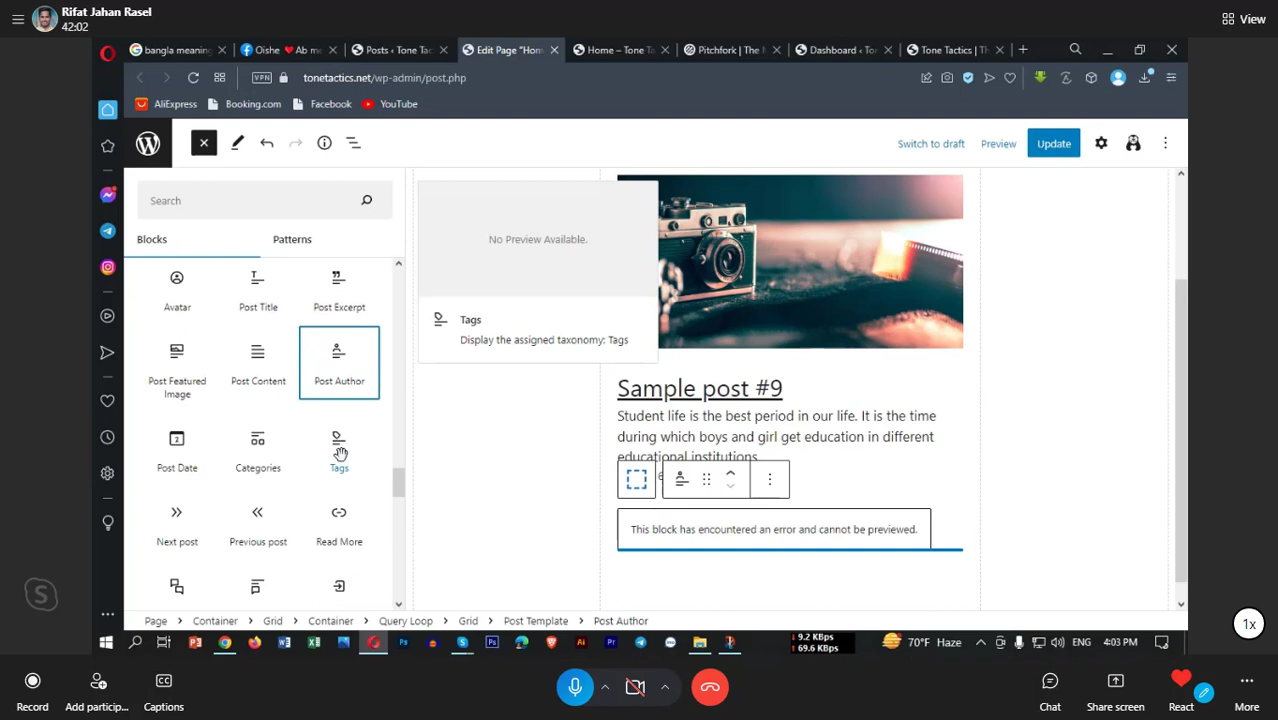 Rifat Jahan Rasel
42:02
View
bangla meaning
Oishe ❤ Ab me
Posts ‹ Tone Tac
Edit Page "Hom
Home – Tone Ta
Pitchfork | The M
Dashboard ‹ Ton
Tone Tactics | Th
VPN
tonetactics.net/wp-admin/post.php
AliExpress
Booking.com
Facebook
YouTube
Switch to draft
Preview
Update
Search
Blocks
Patterns
Avatar
Post Title
Post Excerpt
Post Featured
Image
Post Content
Post Author
Post Date
Categories
Tags
Next post
Previous post
Read More
No Preview Available.
Tags
Display the assigned taxonomy: Tags
Sample post #9
Student life is the best period in our life. It is the time
during which boys and girl get education in different
educational institutions.
This block has encountered an error and cannot be previewed.
Page
Container
Grid
Container
Query Loop
Grid
Post Template
Post Author
1x
9.2 KBps
69.6 KBps
70°F Haze
ENG
4:03 PM
Record
Add particip...
Captions
Chat
Share screen
React
More